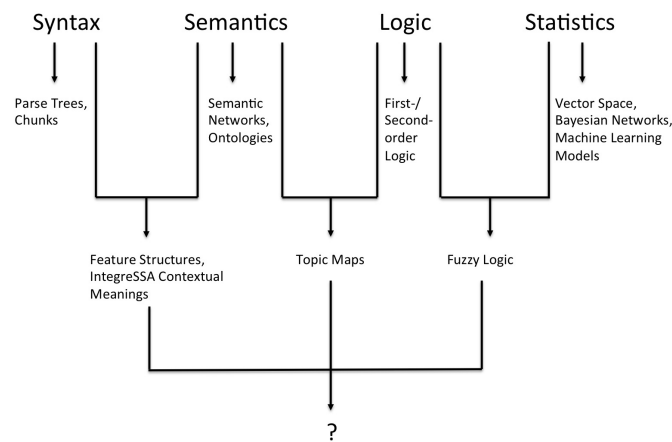 Syntax
Semantics
Logic
Statistics
Parse Trees,
Chunks
Semantic
Networks,
Ontologies
First-/
Second-
order
Logic
Vector Space,
Bayesian Networks,
Machine Learning
Models
Feature Structures,
IntegreSSA Contextual
Meanings
Topic Maps
Fuzzy Logic
?